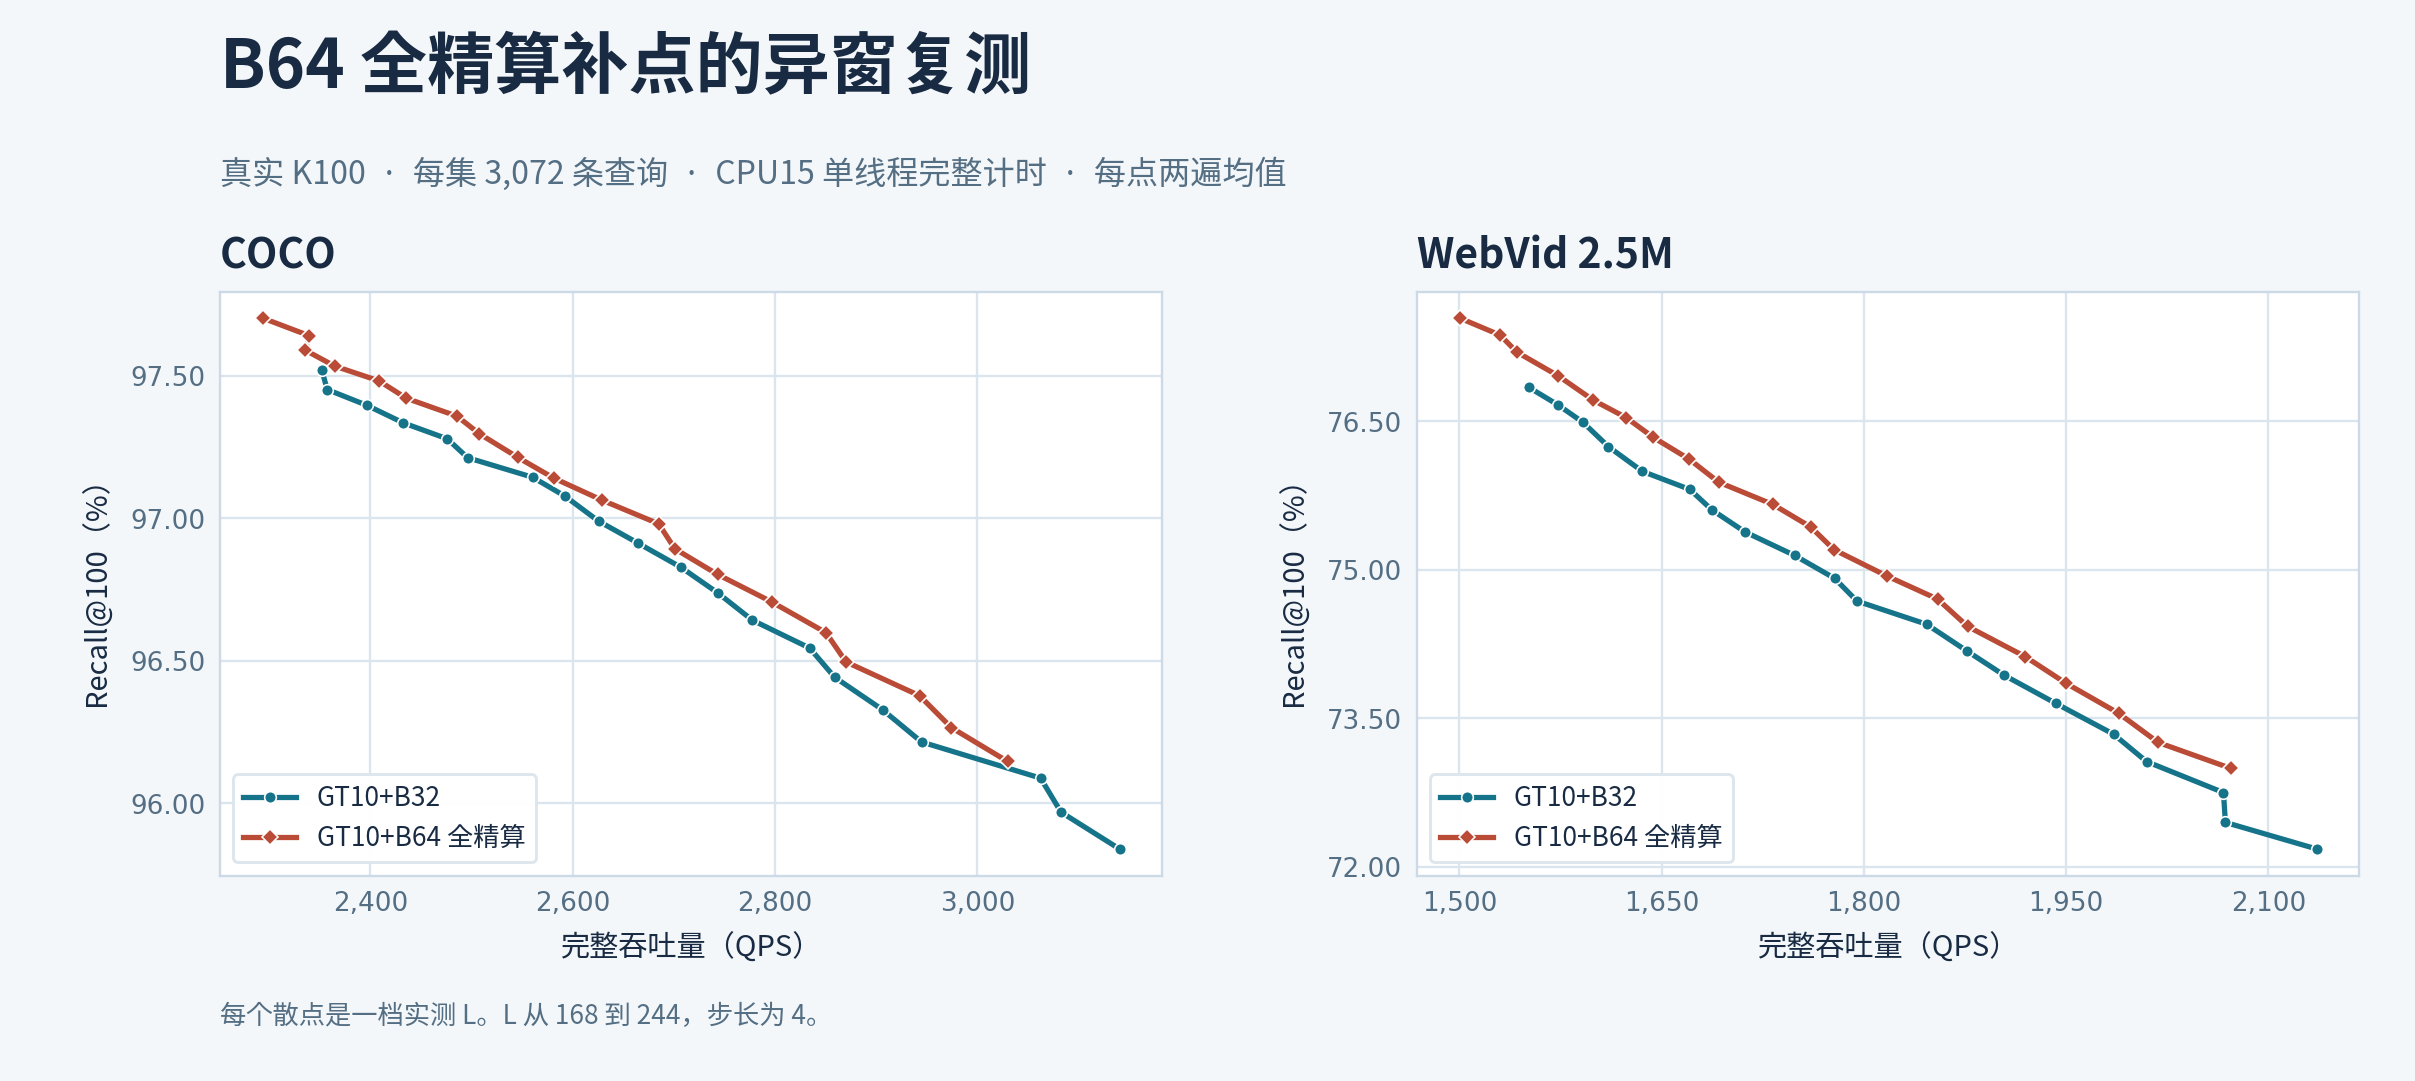 B64 全精算补点的异窗复测
真实 K100 · 每集 3,072 条查询 · CPU15 单线程完整计时 · 每点两遍均值
COCO
Recall@100（%）
97.50
97.00
96.50
96.00
GT10+B32
GT10+B64 全精算
2,400 2,600 2,800 3,000
完整吞吐量（QPS）
WebVid 2.5M
Recall@100（%）
76.50
75.00
73.50
72.00
GT10+B32
GT10+B64 全精算
1,500 1,650 1,800 1,950 2,100
完整吞吐量（QPS）
每个散点是一档实测 L。L 从 168 到 244，步长为 4。